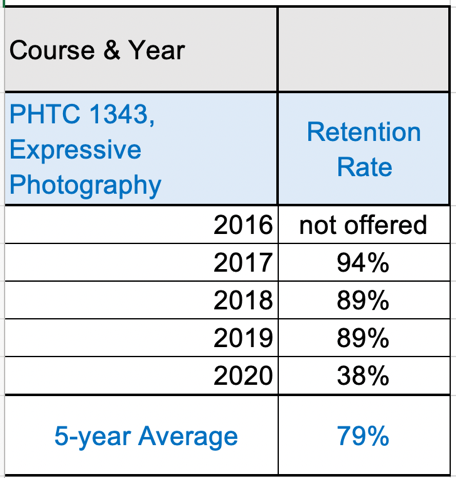 Course & Year
PHTC 1343,
Expressive
Photography
Retention
Rate
2016 not offered
2017 94%
2018 89%
2019 89%
2020 38%
5-year Average 79%